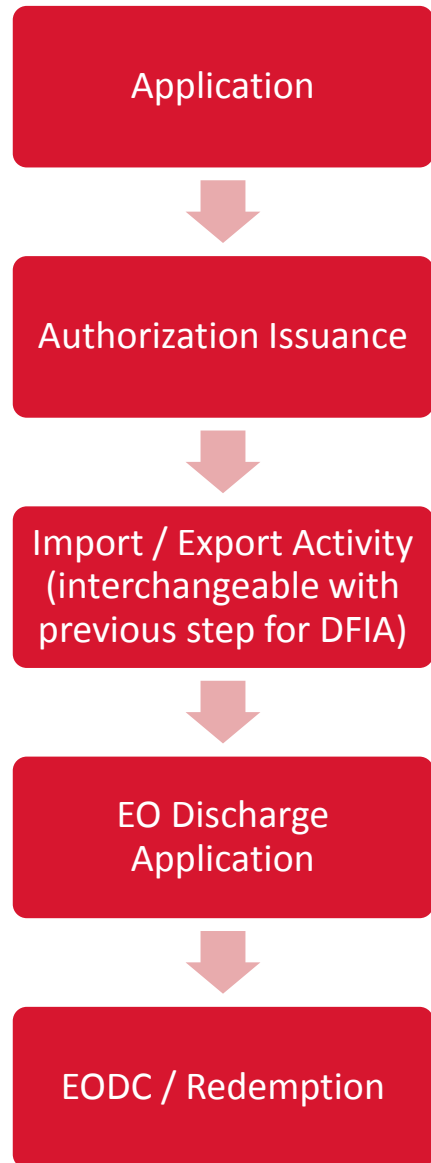 Application
Authorization Issuance
Import / Export Activity
(interchangeable with
previous step for DFIA)
EO Discharge
Application
EODC / Redemption